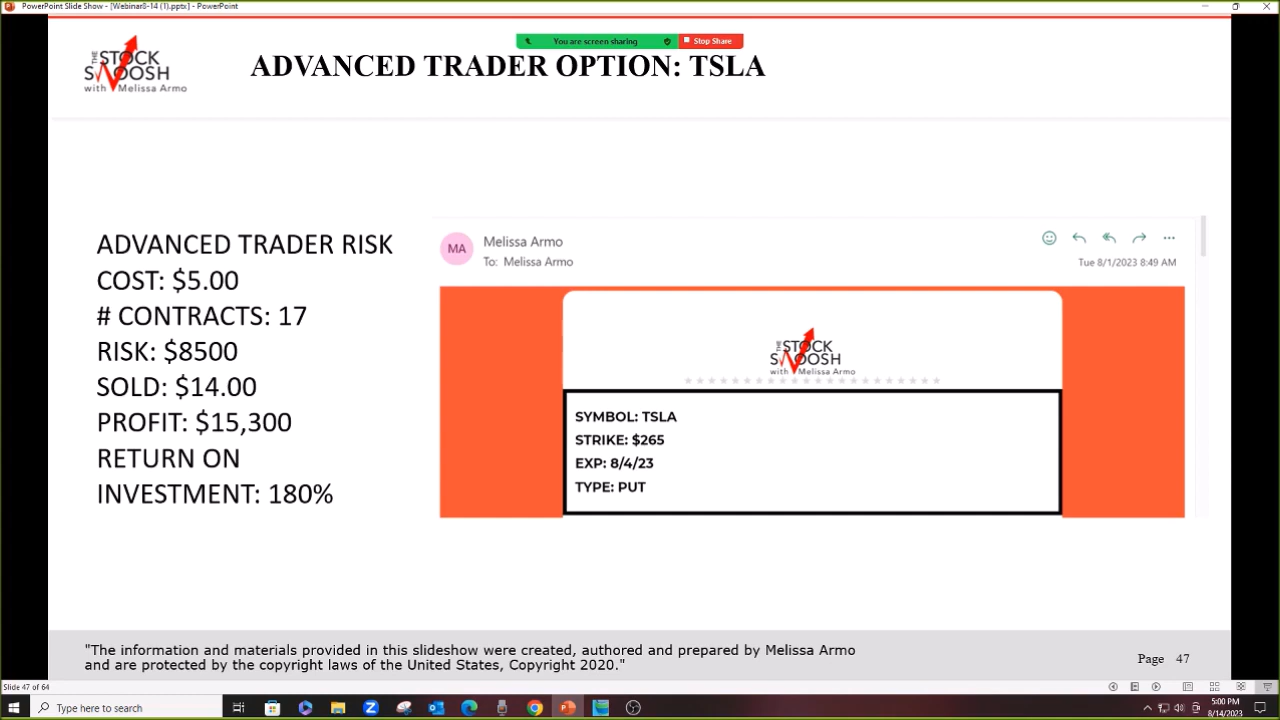 PowerPoint Slide Show - [Webinar8-14 (1).pptx] - PowerPoint
You are screen sharing
Stop Share
THE STOCK SWOOSH
with Melissa Armo
ADVANCED TRADER OPTION: TSLA
ADVANCED TRADER RISK
COST: $5.00
# CONTRACTS: 17
RISK: $8500
SOLD: $14.00
PROFIT: $15,300
RETURN ON
INVESTMENT: 180%
MA
Melissa Armo
To: Melissa Armo
Tue 8/1/2023 8:49 AM
THE STOCK SWOOSH
with Melissa Armo
SYMBOL: TSLA
STRIKE: $265
EXP: 8/4/23
TYPE: PUT
"The information and materials provided in this slideshow were created, authored and prepared by Melissa Armo
and are protected by the copyright laws of the United States, Copyright 2020."
Page 47
Slide 47 of 64
Type here to search
5:00 PM
8/14/2023